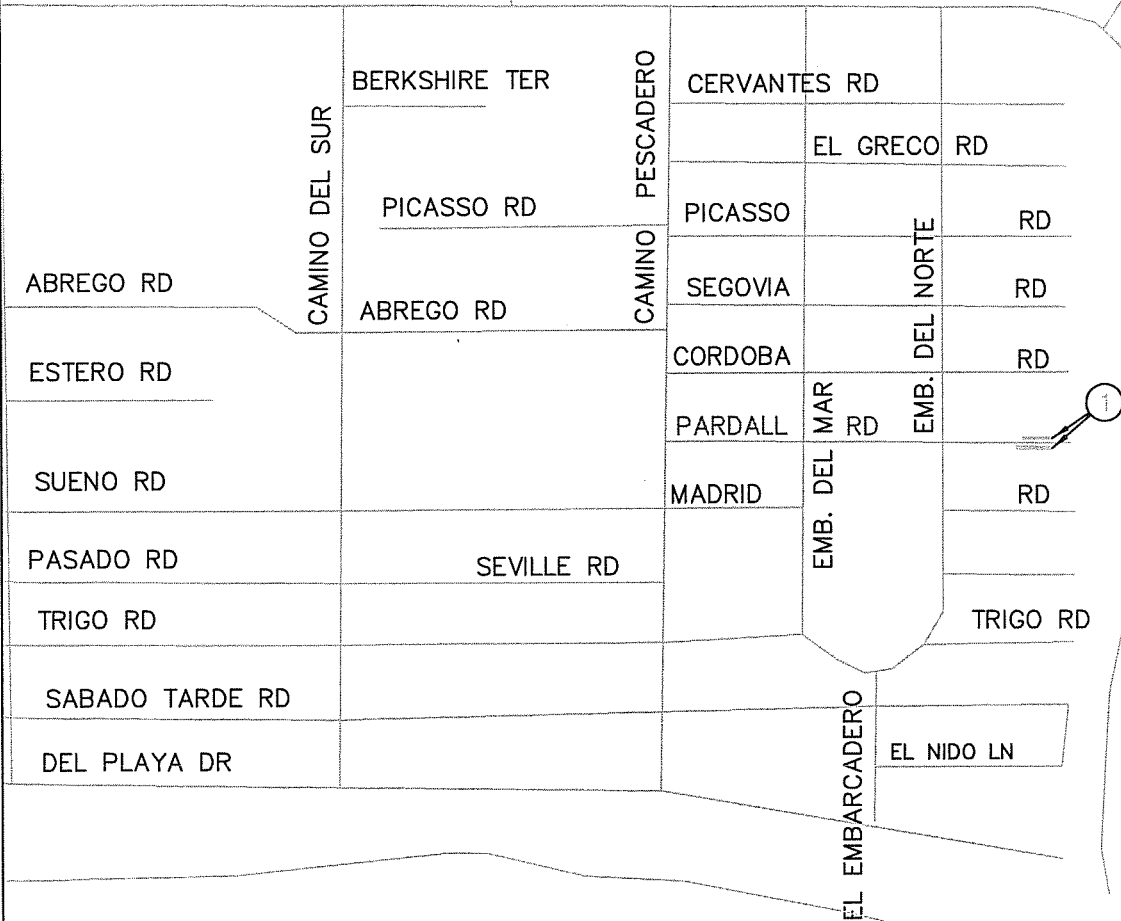 BERKSHIRE TER
CERVANTES RD
EL GRECO RD
CAMINO DEL SUR
CAMINO PESCADERO
PICASSO RD
PICASSO RD
ABREGO RD
ABREGO RD
SEGOVIA RD
EMB. DEL NORTE
ESTERO RD
CORDOBA RD
PARDALL RD
1
EMB. DEL MAR
SUENO RD
MADRID RD
PASADO RD
SEVILLE RD
TRIGO RD
TRIGO RD
SABADO TARDE RD
DEL PLAYA DR
EL EMBARCADERO
EL NIDO LN